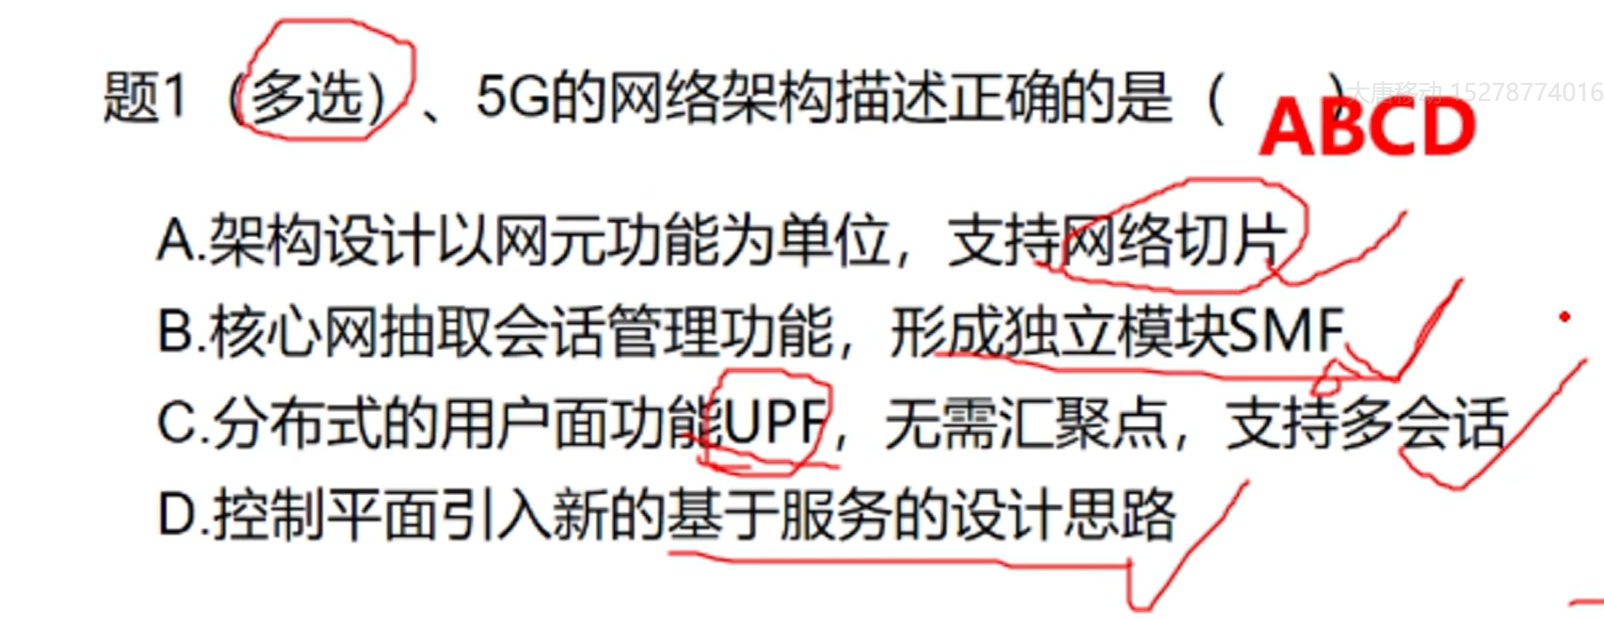 题1（多选）、5G的网络架构描述正确的是（ ）
大唐移动 15278774016
ABCD
A.架构设计以网元功能为单位，支持网络切片
B.核心网抽取会话管理功能，形成独立模块SMF
C.分布式的用户面功能UPF，无需汇聚点，支持多会话
D.控制平面引入新的基于服务的设计思路